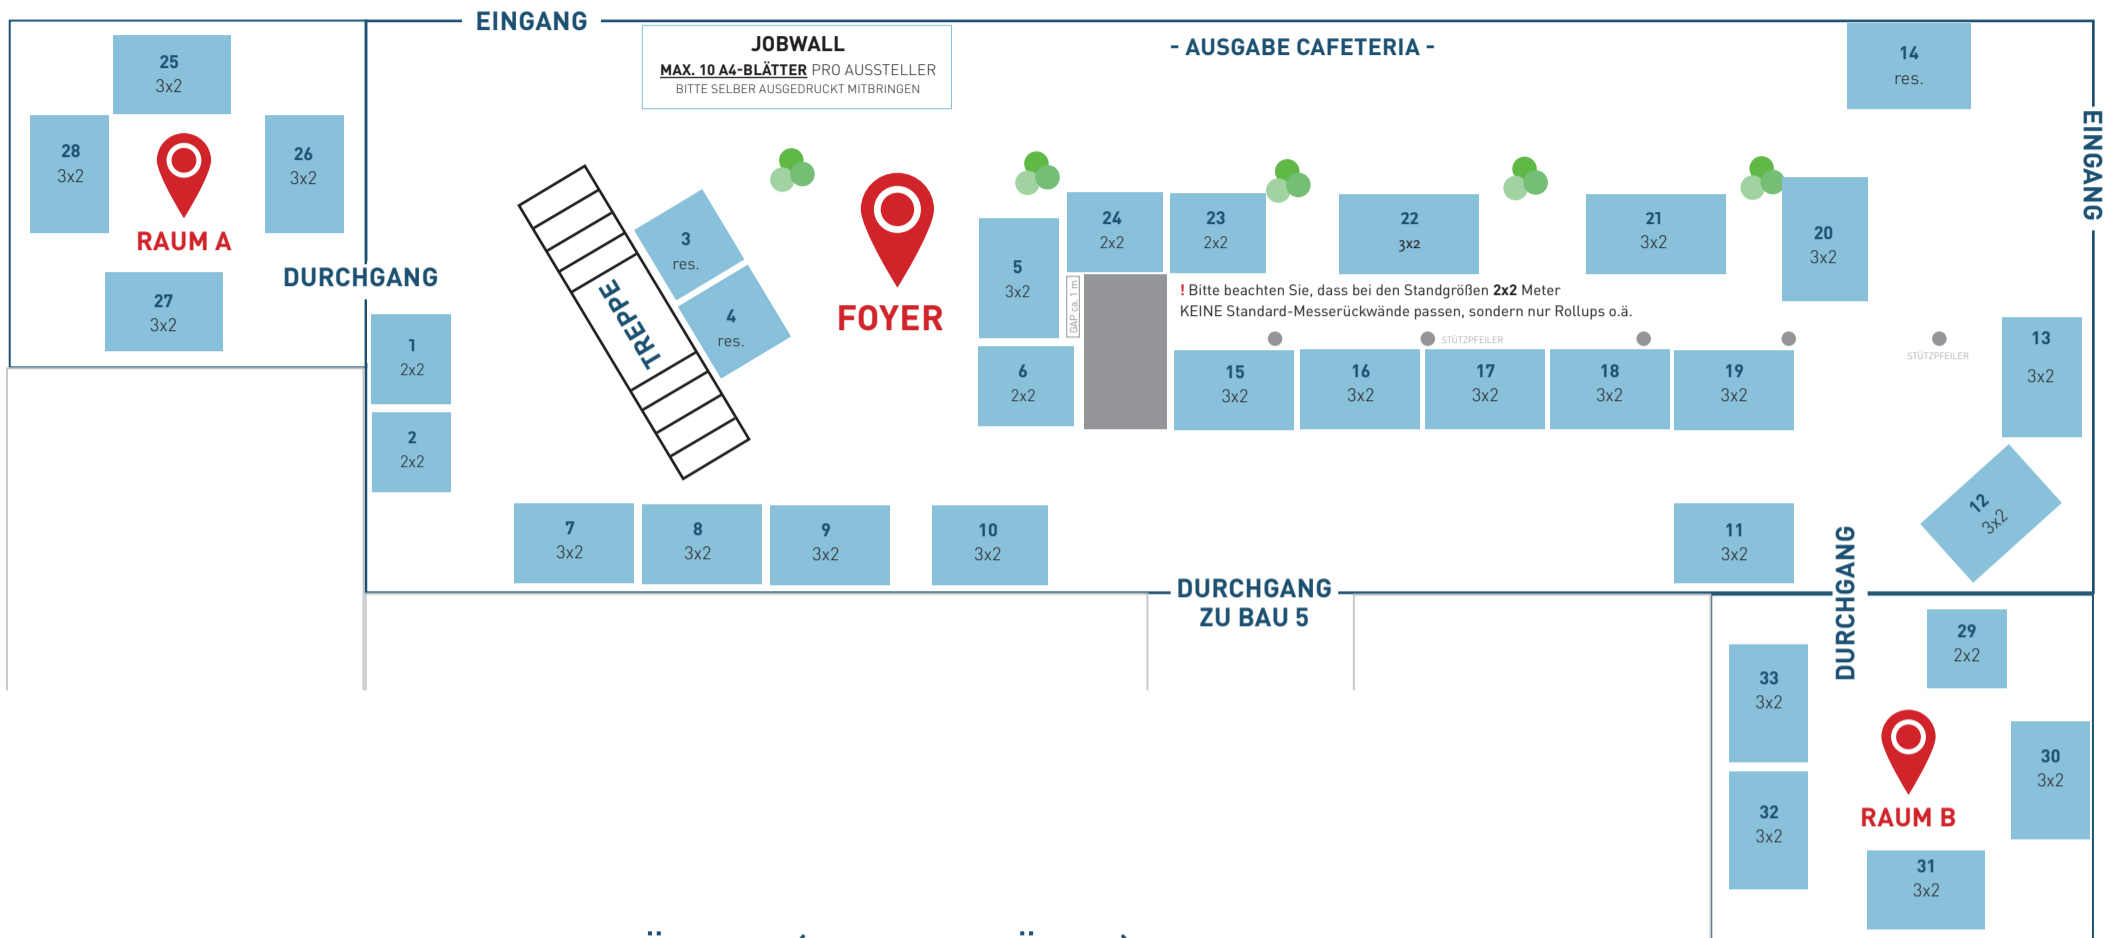 EINGANG
JOBWALL
MAX. 10 A4-BLÄTTER PRO AUSSTELLER
BITTE SELBER AUSGEDRUCKT MITBRINGEN
- AUSGABE CAFETERIA -
14
res.
EINGANG
25
3x2
28
3x2
26
3x2
RAUM A
27
3x2
DURCHGANG
1
2x2
2
2x2
TREPPE
3
res.
4
res.
FOYER
5
3x2
6
2x2
GAP ca. 1 m
24
2x2
23
2x2
22
3x2
21
3x2
20
3x2
! Bitte beachten Sie, dass bei den Standgrößen 2x2 Meter
KEINE Standard-Messerückwände passen, sondern nur Rollups o.ä.
STÜTZPFEILER
STÜTZPFEILER
15
3x2
16
3x2
17
3x2
18
3x2
19
3x2
13
3x2
12
3x2
7
3x2
8
3x2
9
3x2
10
3x2
11
3x2
DURCHGANG
ZU BAU 5
DURCHGANG
29
2x2
33
3x2
30
3x2
32
3x2
RAUM B
31
3x2